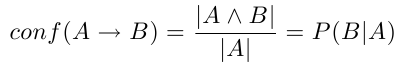 conf(A → B) = |A ∧ B| / |A| = P(B|A)